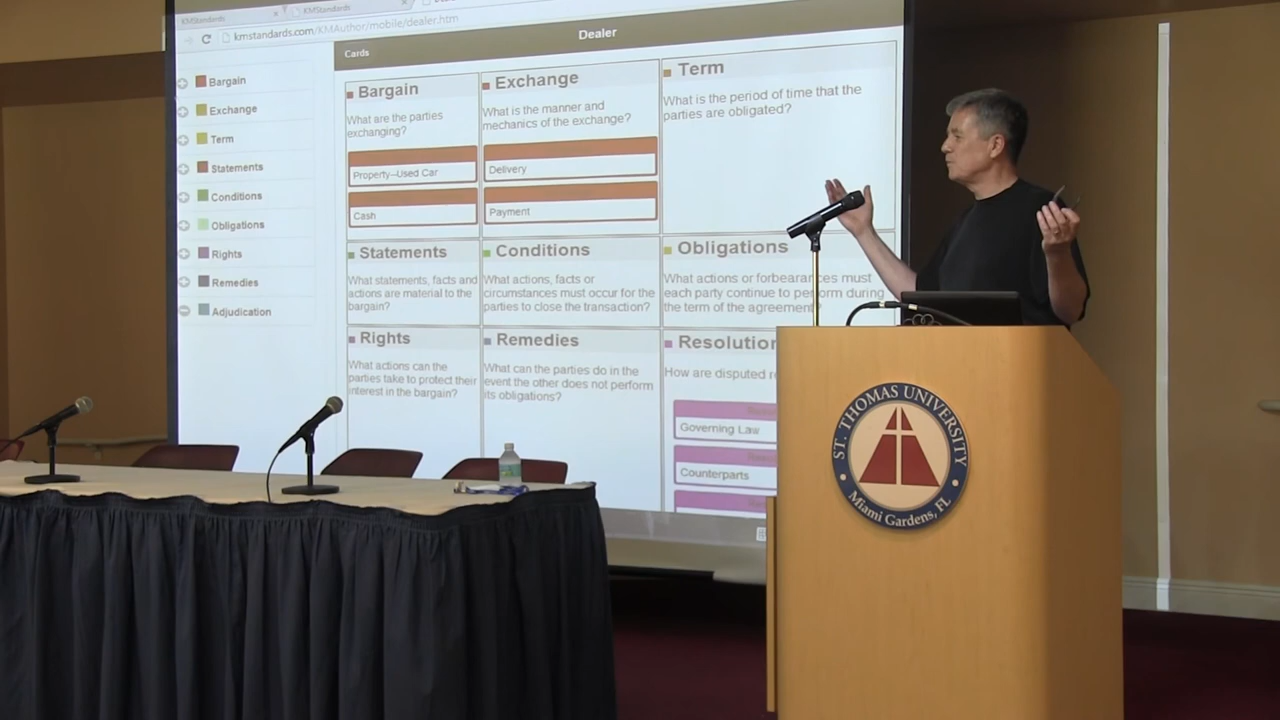 KMStandards
KMStandards
kmstandards.com/KMAuthor/mobile/dealer.htm
Dealer
Cards
Bargain
Exchange
Term
Statements
Conditions
Obligations
Rights
Remedies
Adjudication
Bargain
What are the parties
exchanging?
Property--Used Car
Cash
Exchange
What is the manner and
mechanics of the exchange?
Delivery
Payment
Term
What is the period of time that the
parties are obligated?
Statements
What statements, facts and
actions are material to the
bargain?
Conditions
What actions, facts or
circumstances must occur for the
parties to close the transaction?
Obligations
What actions or forbearances must
each party continue to perform during
the term of the agreement?
Rights
What actions can the
parties take to protect their
interest in the bargain?
Remedies
What can the parties do in the
event the other does not perform
its obligations?
Resolution
How are disputed
Governing Law
Counterparts
ST. THOMAS UNIVERSITY
Miami Gardens, FL